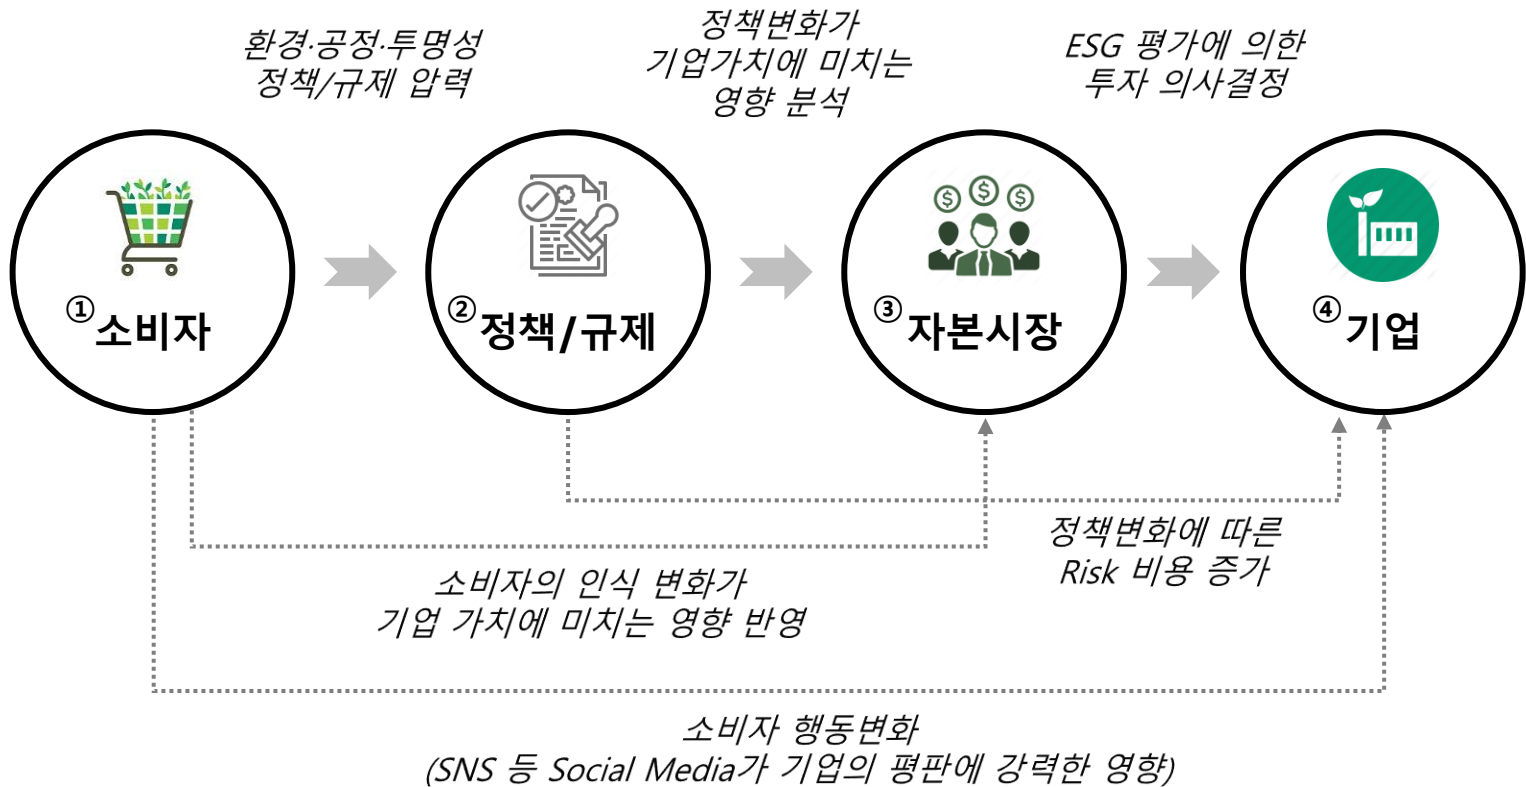 환경·공정·투명성
정책/규제 압력
정책변화가
기업가치에 미치는
영향 분석
ESG 평가에 의한
투자 의사결정
① 소비자
② 정책/규제
③ 자본시장
④ 기업
정책변화에 따른
Risk 비용 증가
소비자의 인식 변화가
기업 가치에 미치는 영향 반영
소비자 행동변화
(SNS 등 Social Media가 기업의 평판에 강력한 영향)